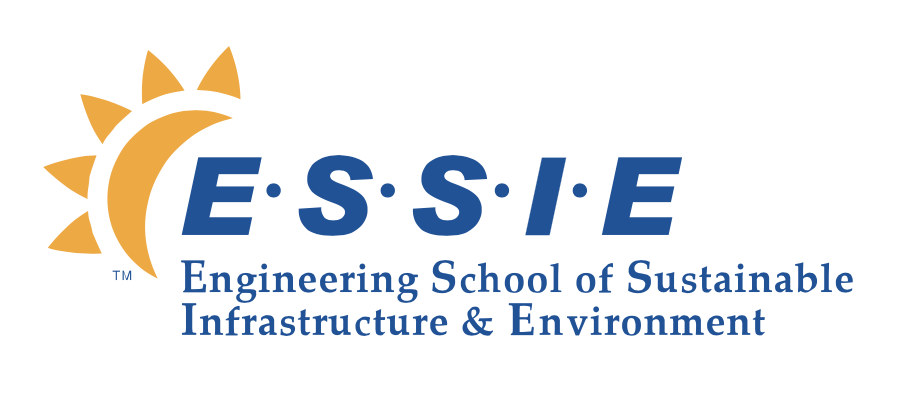 E·S·S·I·E
TM
Engineering School of Sustainable
Infrastructure & Environment